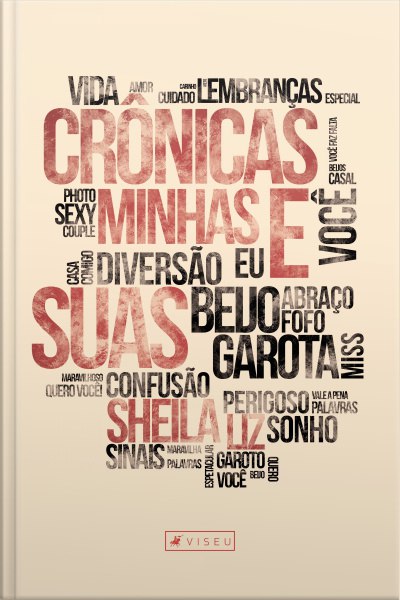 VIDA
AMOR
CARINHO
CUIDADO
LEMBRANÇAS
ESPECIAL
CRÔNICAS
VOCÊ FAZ FALTA
BEIJOS
CASAL
PHOTO
SEXY
COUPLE
MINHAS
E
VOCÊ
CASA
COMIGO
DIVERSÃO
EU
SUAS
BEIJO
ABRAÇO
FOFO
GAROTA
MISS
MARAVILHOSO
QUERO VOCÊ!
CONFUSÃO
PERIGOSO
VALE A PENA
PALAVRAS
SHEILA
LIZ
SONHO
SINAIS
MARAVILHA
PALAVRAS
ESPETACULAR
GAROTO
VOCÊ
BEIJO
QUERO
VISEU